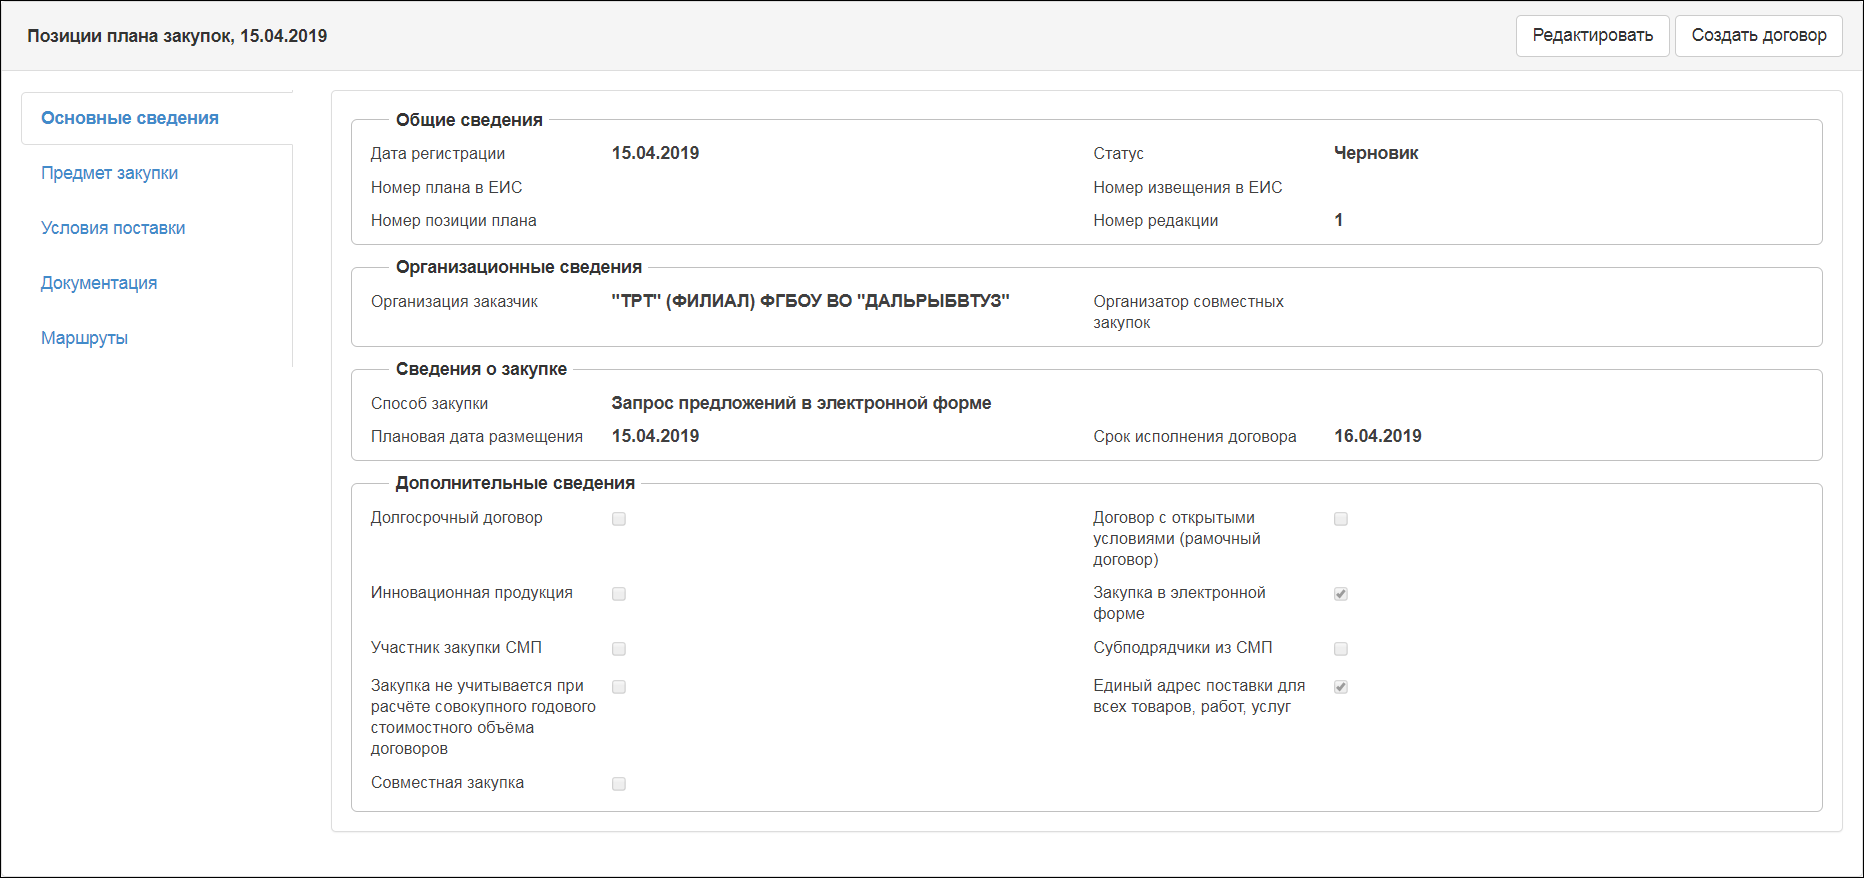 Позиции плана закупок, 15.04.2019
Редактировать
Создать договор
Основные сведения
Предмет закупки
Условия поставки
Документация
Маршруты
Общие сведения
Дата регистрации 15.04.2019 Статус Черновик
Номер плана в ЕИС Номер извещения в ЕИС
Номер позиции плана Номер редакции 1
Организационные сведения
Организация заказчик "ТРТ" (ФИЛИАЛ) ФГБОУ ВО "ДАЛЬРЫБВТУЗ" Организатор совместных
закупок
Сведения о закупке
Способ закупки Запрос предложений в электронной форме
Плановая дата размещения 15.04.2019 Срок исполнения договора 16.04.2019
Дополнительные сведения
Долгосрочный договор
Договор с открытыми
условиями (рамочный
договор)
Инновационная продукция
Закупка в электронной
форме
Участник закупки СМП
Субподрядчики из СМП
Закупка не учитывается при
расчёте совокупного годового
стоимостного объёма
договоров
Единый адрес поставки для
всех товаров, работ, услуг
Совместная закупка